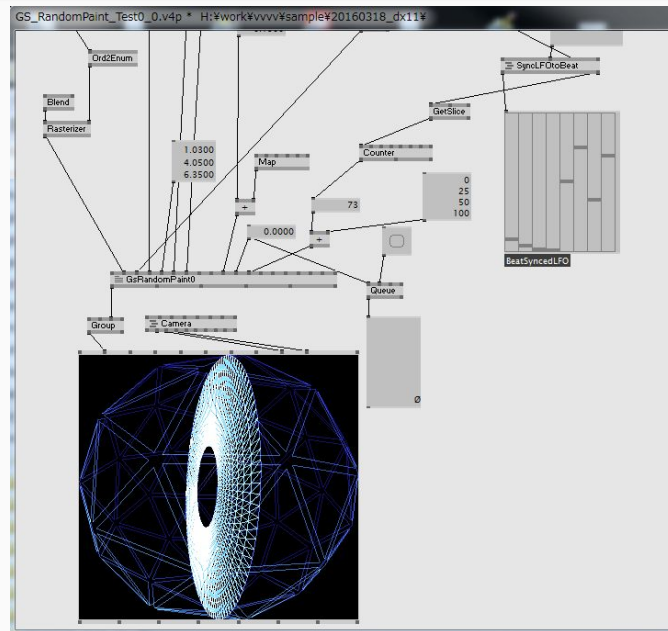 GS_RandomPaint_Test0_0.v4p * H:¥work¥vvvv¥sample¥20160318_dx11¥
Ord2Enum
SyncLFOtoBeat
Blend
GetSlice
Rasterizer
1.0300
4.0500
6.3500
Map
Counter
0
25
50
100
+
73
0.0000
+
BeatSyncedLFO
GsRandomPaint0
Queue
Group
Camera
Ø